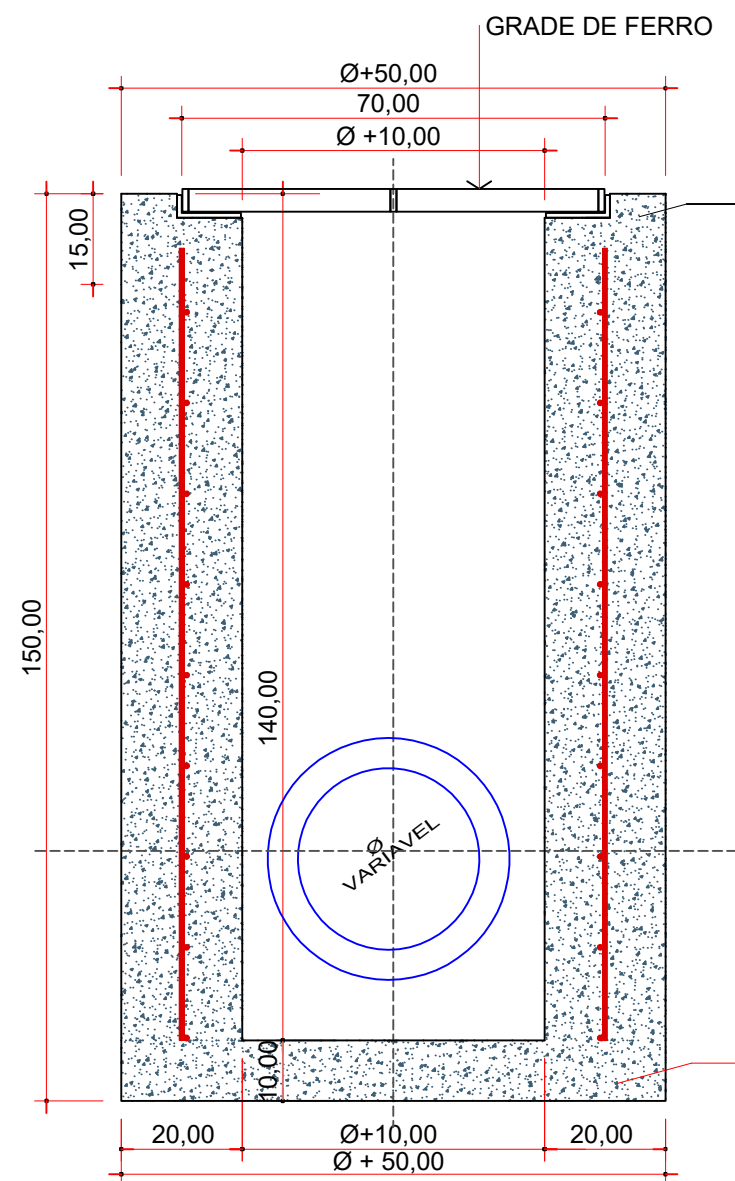 GRADE DE FERRO
Ø+50,00
70,00
Ø +10,00
15,00
150,00
140,00
Ø
VARIAVEL
10,00
20,00
Ø+10,00
20,00
Ø + 50,00